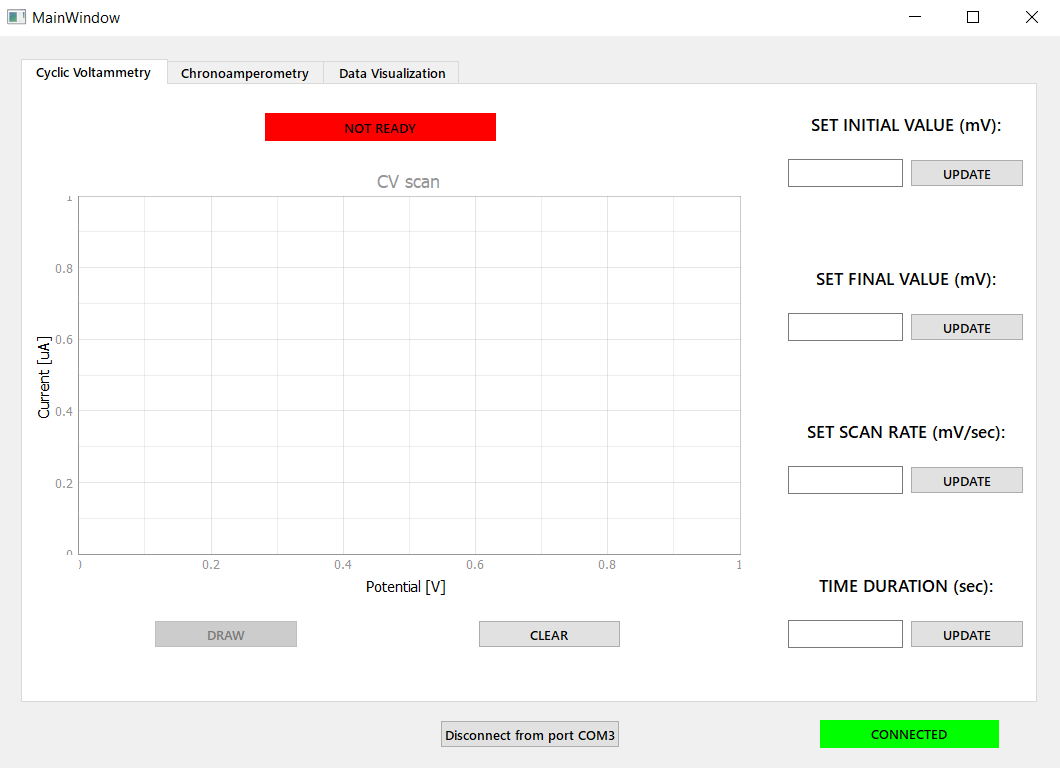 MainWindow
Cyclic Voltammetry
Chronoamperometry
Data Visualization
NOT READY
CV scan
1
0.8
0.6
0.4
0.2
0
Current [uA]
0
0.2
0.4
0.6
0.8
1
Potential [V]
DRAW
CLEAR
SET INITIAL VALUE (mV):
UPDATE
SET FINAL VALUE (mV):
UPDATE
SET SCAN RATE (mV/sec):
UPDATE
TIME DURATION (sec):
UPDATE
Disconnect from port COM3
CONNECTED